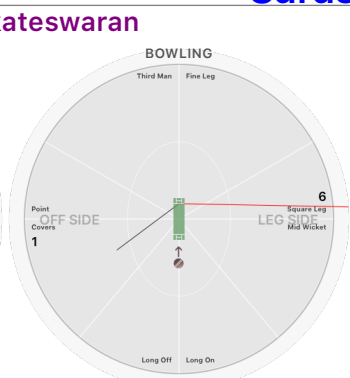 kateswaran
BOWLING
Third Man Fine Leg
6
Point Square Leg
OFF SIDE LEG SIDE
Covers Mid Wicket
1
Long Off Long On